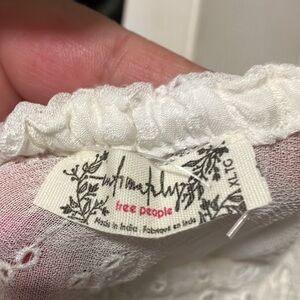 intimately
free people
Made in India . Fabriqué en Inde
XL TG